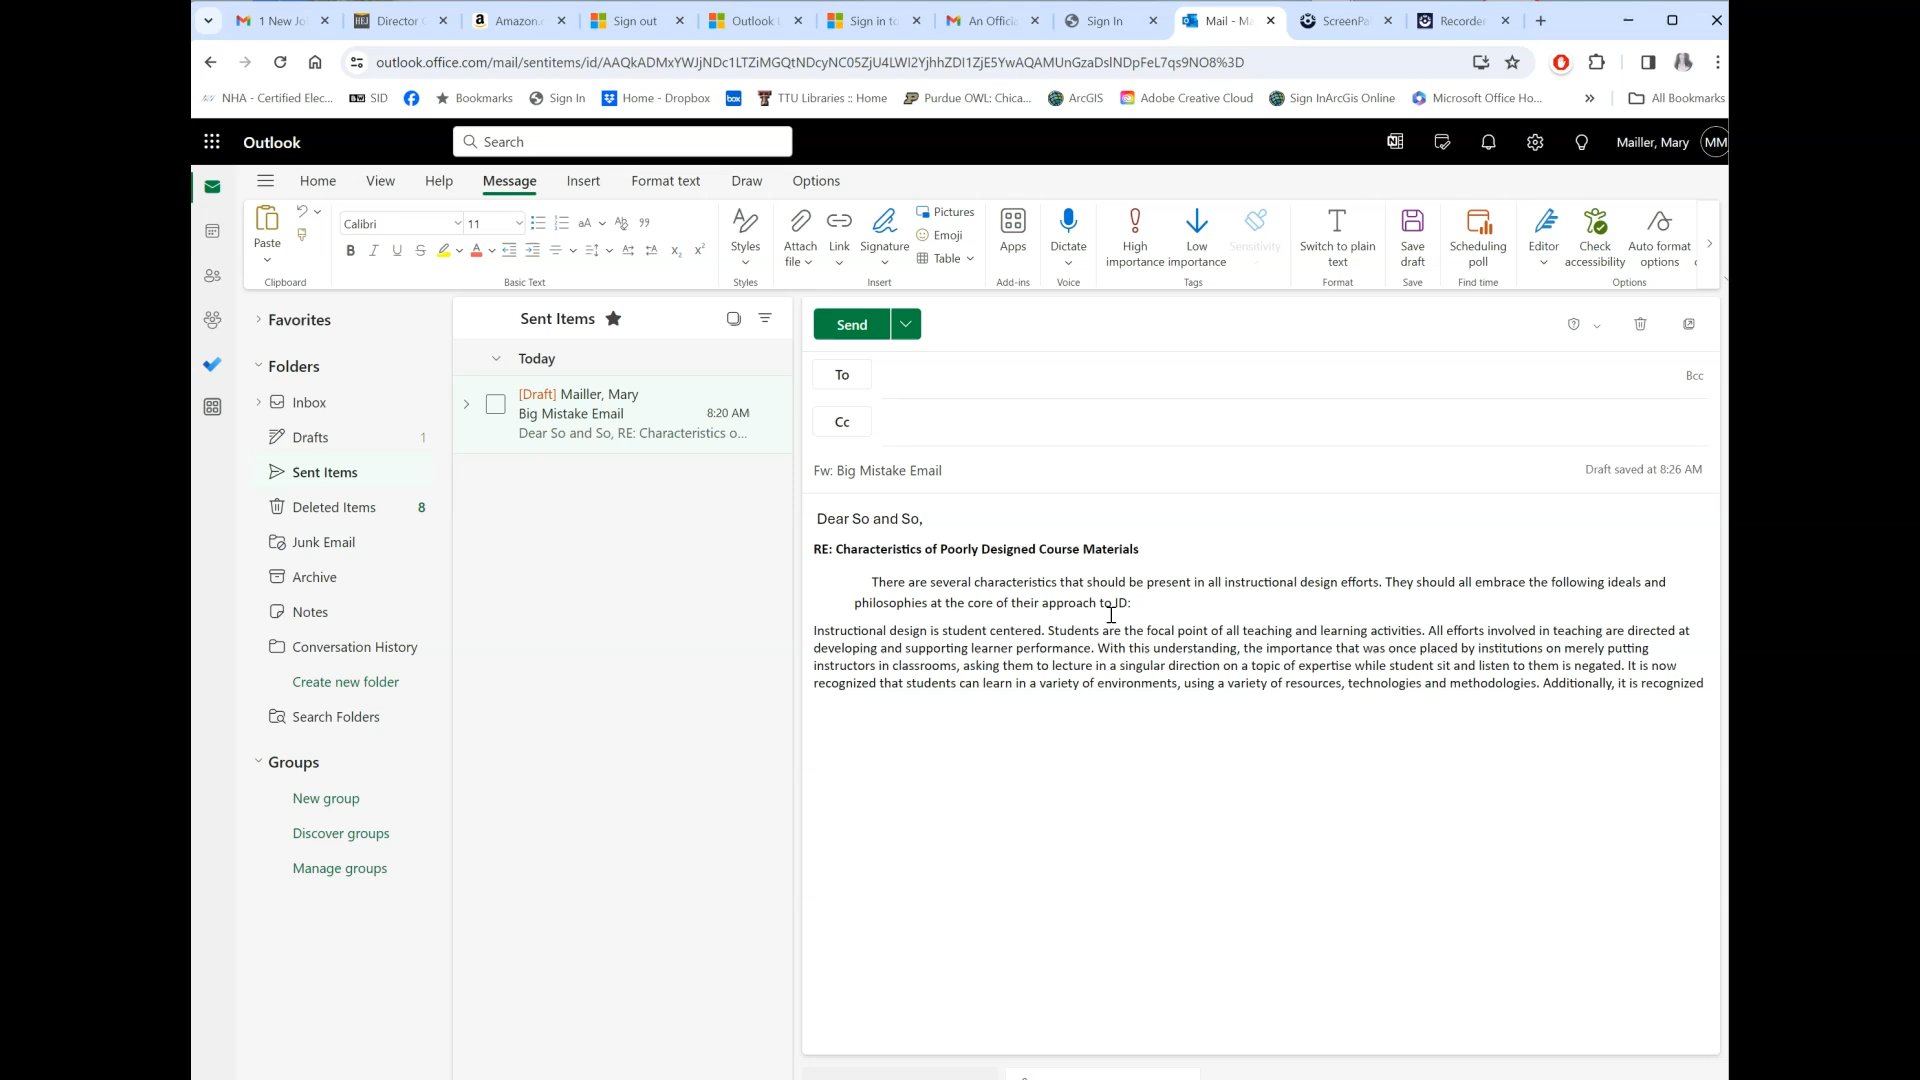 1 New Jo
Director
Amazon.
Sign out
Outlook
Sign in to
An Officia
Sign In
Mail - Ma
ScreenPa
Recorder
outlook.office.com/mail/sentitems/id/
NHA - Certified Elec...
SID
Bookmarks
Sign In
Home - Dropbox
box
TTU Libraries :: Home
Purdue OWL: Chica...
ArcGIS
Adobe Creative Cloud
Sign InArcGis Online
Microsoft Office Ho...
All Bookmarks
Outlook
Search
Mailler, Mary
MM
Home
View
Help
Message
Insert
Format text
Draw
Options
Paste
Clipboard
Calibri
11
Basic Text
Styles
Styles
Attach file
Link
Signature
Pictures
Emoji
Table
Insert
Apps
Add-ins
Dictate
Voice
High importance
Low importance
Sensitivity
Tags
Switch to plain text
Format
Save draft
Save
Scheduling poll
Find time
Editor
Check accessibility
Auto format options
Options
Favorites
Folders
Inbox
Drafts 1
Sent Items
Deleted Items 8
Junk Email
Archive
Notes
Conversation History
Create new folder
Search Folders
Groups
New group
Discover groups
Manage groups
Sent Items
Today
[Draft] Mailler, Mary
Big Mistake Email 8:20 AM
Dear So and So, RE: Characteristics o...
Send
To
Bcc
Cc
Fw: Big Mistake Email
Draft saved at 8:26 AM
Dear So and So,
RE: Characteristics of Poorly Designed Course Materials
There are several characteristics that should be present in all instructional design efforts. They should all embrace the following ideals and
philosophies at the core of their approach to ID:
Instructional design is student centered. Students are the focal point of all teaching and learning activities. All efforts involved in teaching are directed at
developing and supporting learner performance. With this understanding, the importance that was once placed by institutions on merely putting
instructors in classrooms, asking them to lecture in a singular direction on a topic of expertise while student sit and listen to them is negated. It is now
recognized that students can learn in a variety of environments, using a variety of resources, technologies and methodologies. Additionally, it is recognized